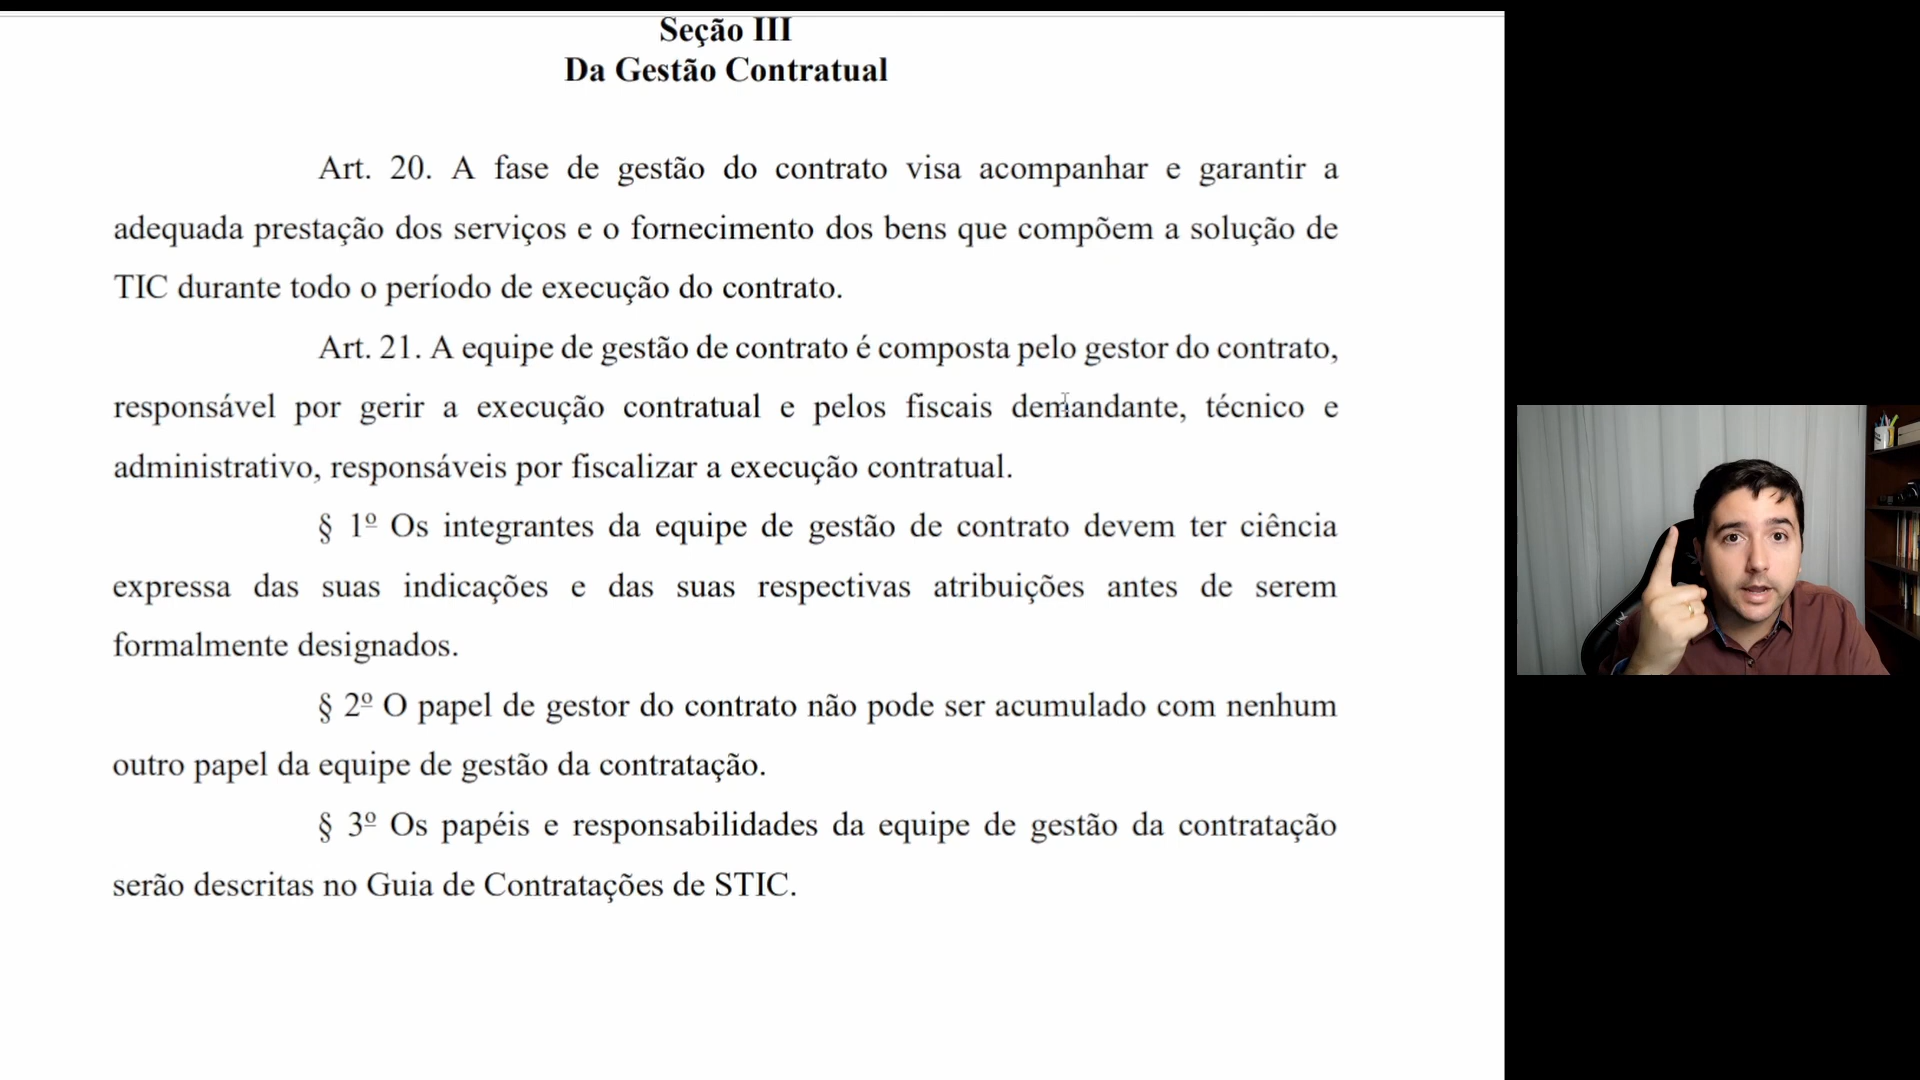 Seção III
Da Gestão Contratual
Art. 20. A fase de gestão do contrato visa acompanhar e garantir a
adequada prestação dos serviços e o fornecimento dos bens que compõem a solução de
TIC durante todo o período de execução do contrato.
Art. 21. A equipe de gestão de contrato é composta pelo gestor do contrato,
responsável por gerir a execução contratual e pelos fiscais demandante, técnico e
administrativo, responsáveis por fiscalizar a execução contratual.
§ 1º Os integrantes da equipe de gestão de contrato devem ter ciência
expressa das suas indicações e das suas respectivas atribuições antes de serem
formalmente designados.
§ 2º O papel de gestor do contrato não pode ser acumulado com nenhum
outro papel da equipe de gestão da contratação.
§ 3º Os papéis e responsabilidades da equipe de gestão da contratação
serão descritas no Guia de Contratações de STIC.